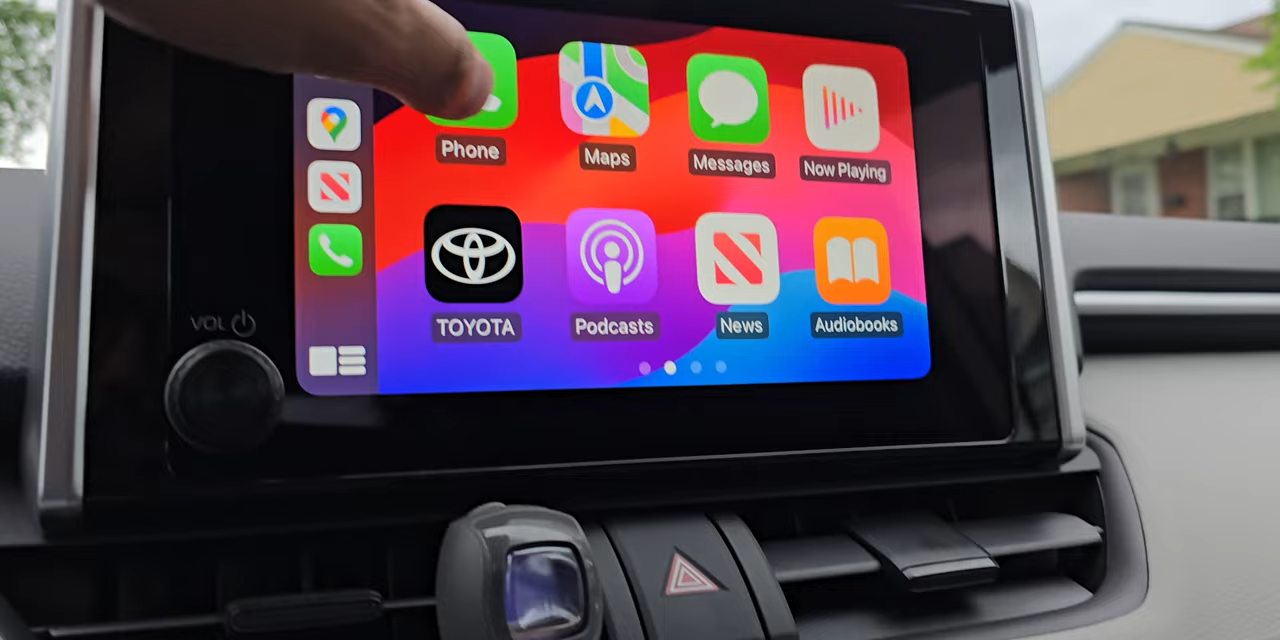 Phone
Maps
Messages
Now Playing
TOYOTA
Podcasts
News
Audiobooks
VOL